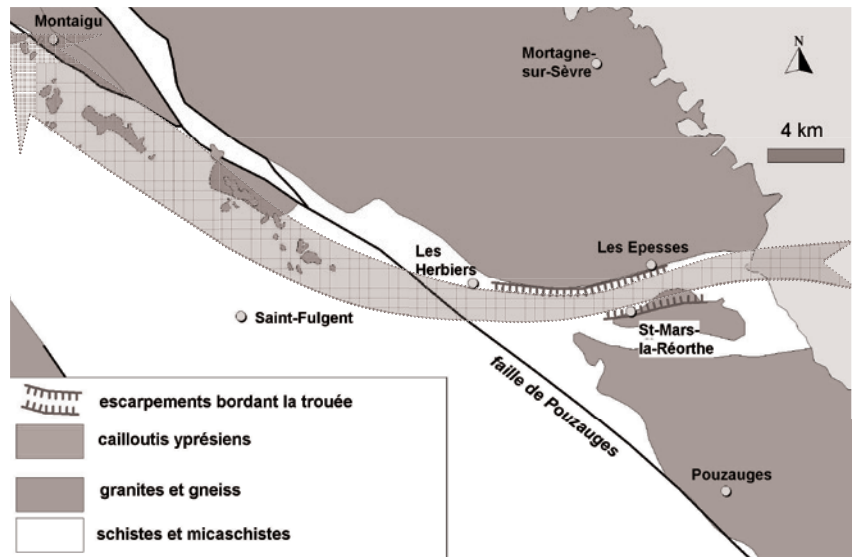 Montaigu
Mortagne-
sur-Sèvre
N
4 km
Les Epesses
Les
Herbiers
Saint-Fulgent
St-Mars-
la-Réorthe
faille de Pouzauges
Pouzauges
escarpements bordant la trouée
cailloutis yprésiens
granites et gneiss
schistes et micaschistes